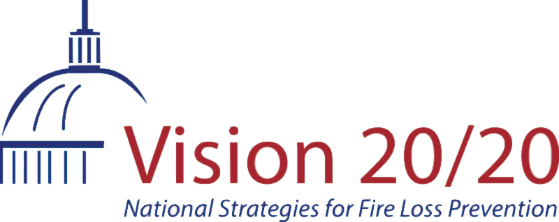 Vision 20/20
National Strategies for Fire Loss Prevention